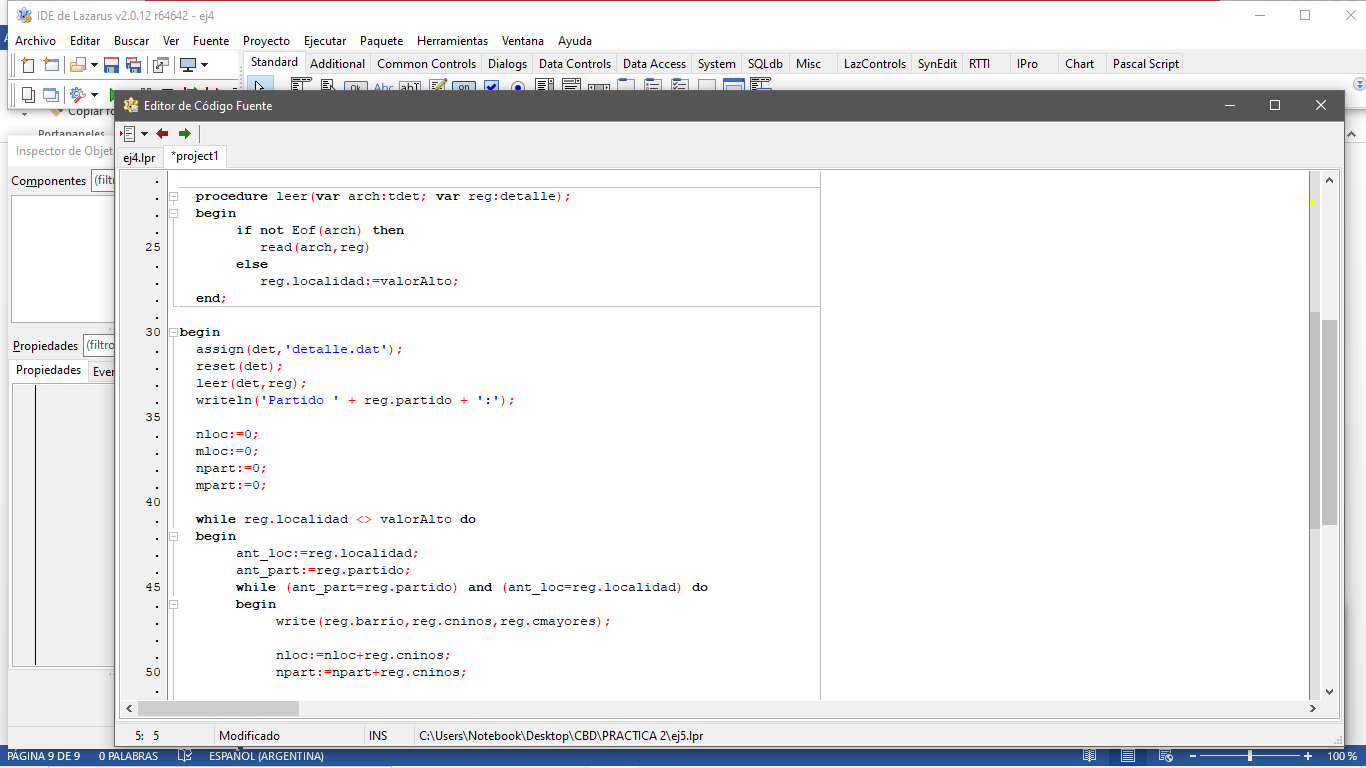 IDE de Lazarus v2.0.12 r64642 - ej4
Archivo Editar Buscar Ver Fuente Proyecto Ejecutar Paquete Herramientas Ventana Ayuda
Standard Additional Common Controls Dialogs Data Controls Data Access System SQLdb Misc LazControls SynEdit RTTI IPro Chart Pascal Script
Editor de Código Fuente
Copiar fo
Portapapeles
Inspector de Objet
ej4.lpr *project1
Componentes (filtr
. procedure leer(var arch:tdet; var reg:detalle);
. begin
. if not Eof(arch) then
25 read(arch,reg)
. else
. reg.localidad:=valorAlto;
. end;
.
30 begin
. assign(det,'detalle.dat');
. reset(det);
. leer(det,reg);
. writeln('Partido ' + reg.partido + ':');
35
. nloc:=0;
. mloc:=0;
. npart:=0;
. mpart:=0;
40
. while reg.localidad <> valorAlto do
. begin
. ant_loc:=reg.localidad;
. ant_part:=reg.partido;
45 while (ant_part=reg.partido) and (ant_loc=reg.localidad) do
. begin
. write(reg.barrio,reg.cninos,reg.cmayores);
.
. nloc:=nloc+reg.cninos;
50 npart:=npart+reg.cninos;
.
Propiedades (filtro
Propiedades Ever
5: 5 Modificado INS C:\Users\Notebook\Desktop\CBD\PRACTICA 2\ej5.lpr
PÁGINA 9 DE 9 0 PALABRAS ESPAÑOL (ARGENTINA) 100 %